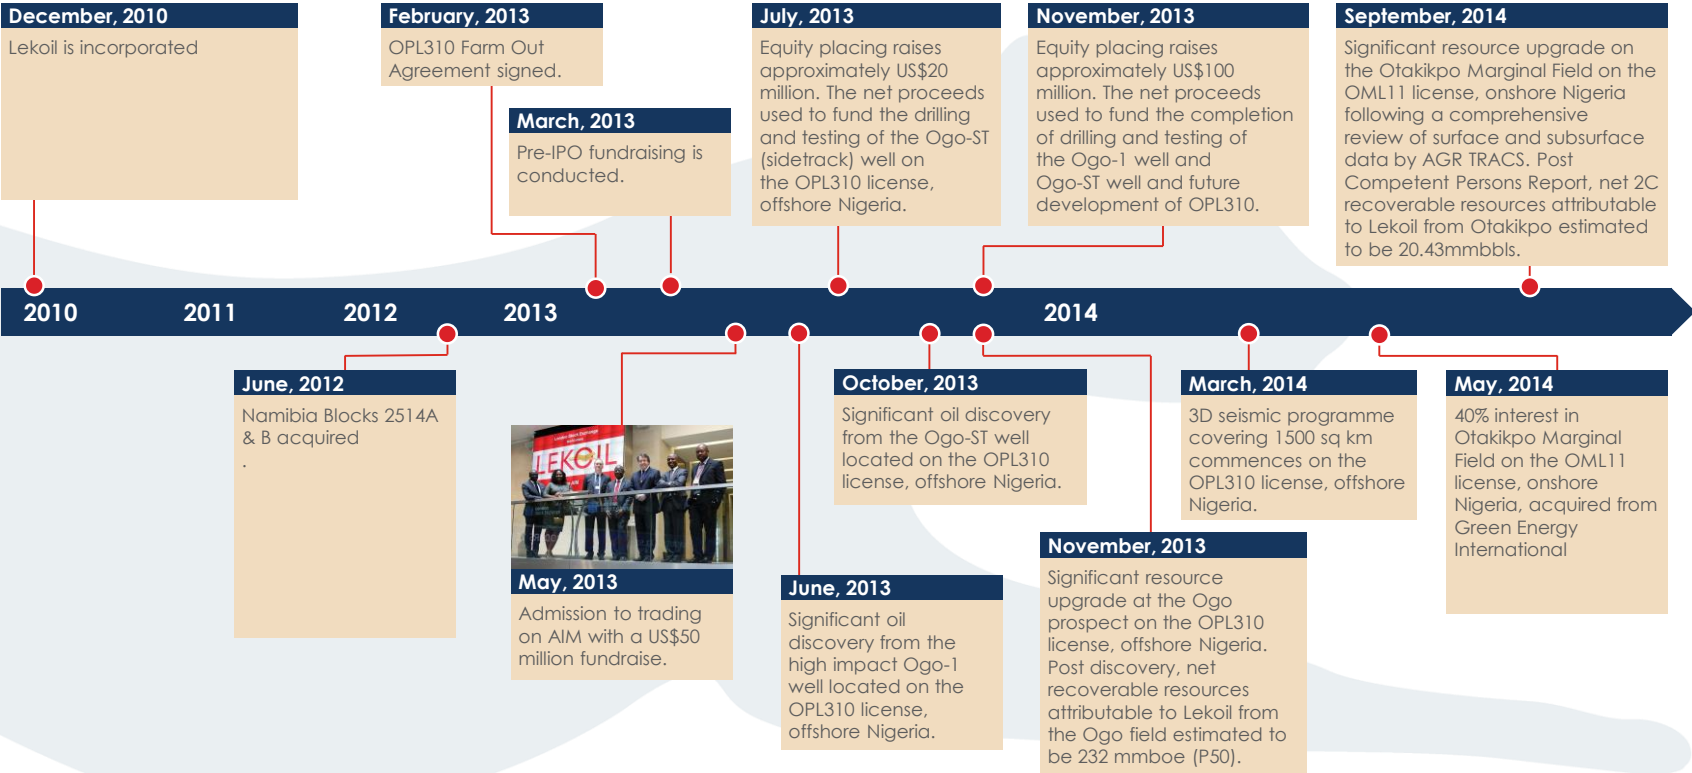 December, 2010
Lekoil is incorporated
February, 2013
OPL310 Farm Out
Agreement signed.
March, 2013
Pre-IPO fundraising is
conducted.
July, 2013
Equity placing raises
approximately US$20
million. The net proceeds
used to fund the drilling
and testing of the Ogo-ST
(sidetrack) well on
the OPL310 license,
offshore Nigeria.
November, 2013
Equity placing raises
approximately US$100
million. The net proceeds
used to fund the completion
of drilling and testing of
the Ogo-1 well and
Ogo-ST well and future
development of OPL310.
September, 2014
Significant resource upgrade on
the Otakikpo Marginal Field on the
OML11 license, onshore Nigeria
following a comprehensive
review of surface and subsurface
data by AGR TRACS. Post
Competent Persons Report, net 2C
recoverable resources attributable
to Lekoil from Otakikpo estimated
to be 20.43mmbbls.
2010
2011
2012
2013
2014
June, 2012
Namibia Blocks 2514A
& B acquired
.
LEKOIL
May, 2013
Admission to trading
on AIM with a US$50
million fundraise.
June, 2013
Significant oil
discovery from the
high impact Ogo-1
well located on the
OPL310 license,
offshore Nigeria.
October, 2013
Significant oil discovery
from the Ogo-ST well
located on the OPL310
license, offshore Nigeria.
November, 2013
Significant resource
upgrade at the Ogo
prospect on the OPL310
license, offshore Nigeria.
Post discovery, net
recoverable resources
attributable to Lekoil from
the Ogo field estimated to
be 232 mmboe (P50).
March, 2014
3D seismic programme
covering 1500 sq km
commences on the
OPL310 license, offshore
Nigeria.
May, 2014
40% interest in
Otakikpo Marginal
Field on the OML11
license, onshore
Nigeria, acquired from
Green Energy
International